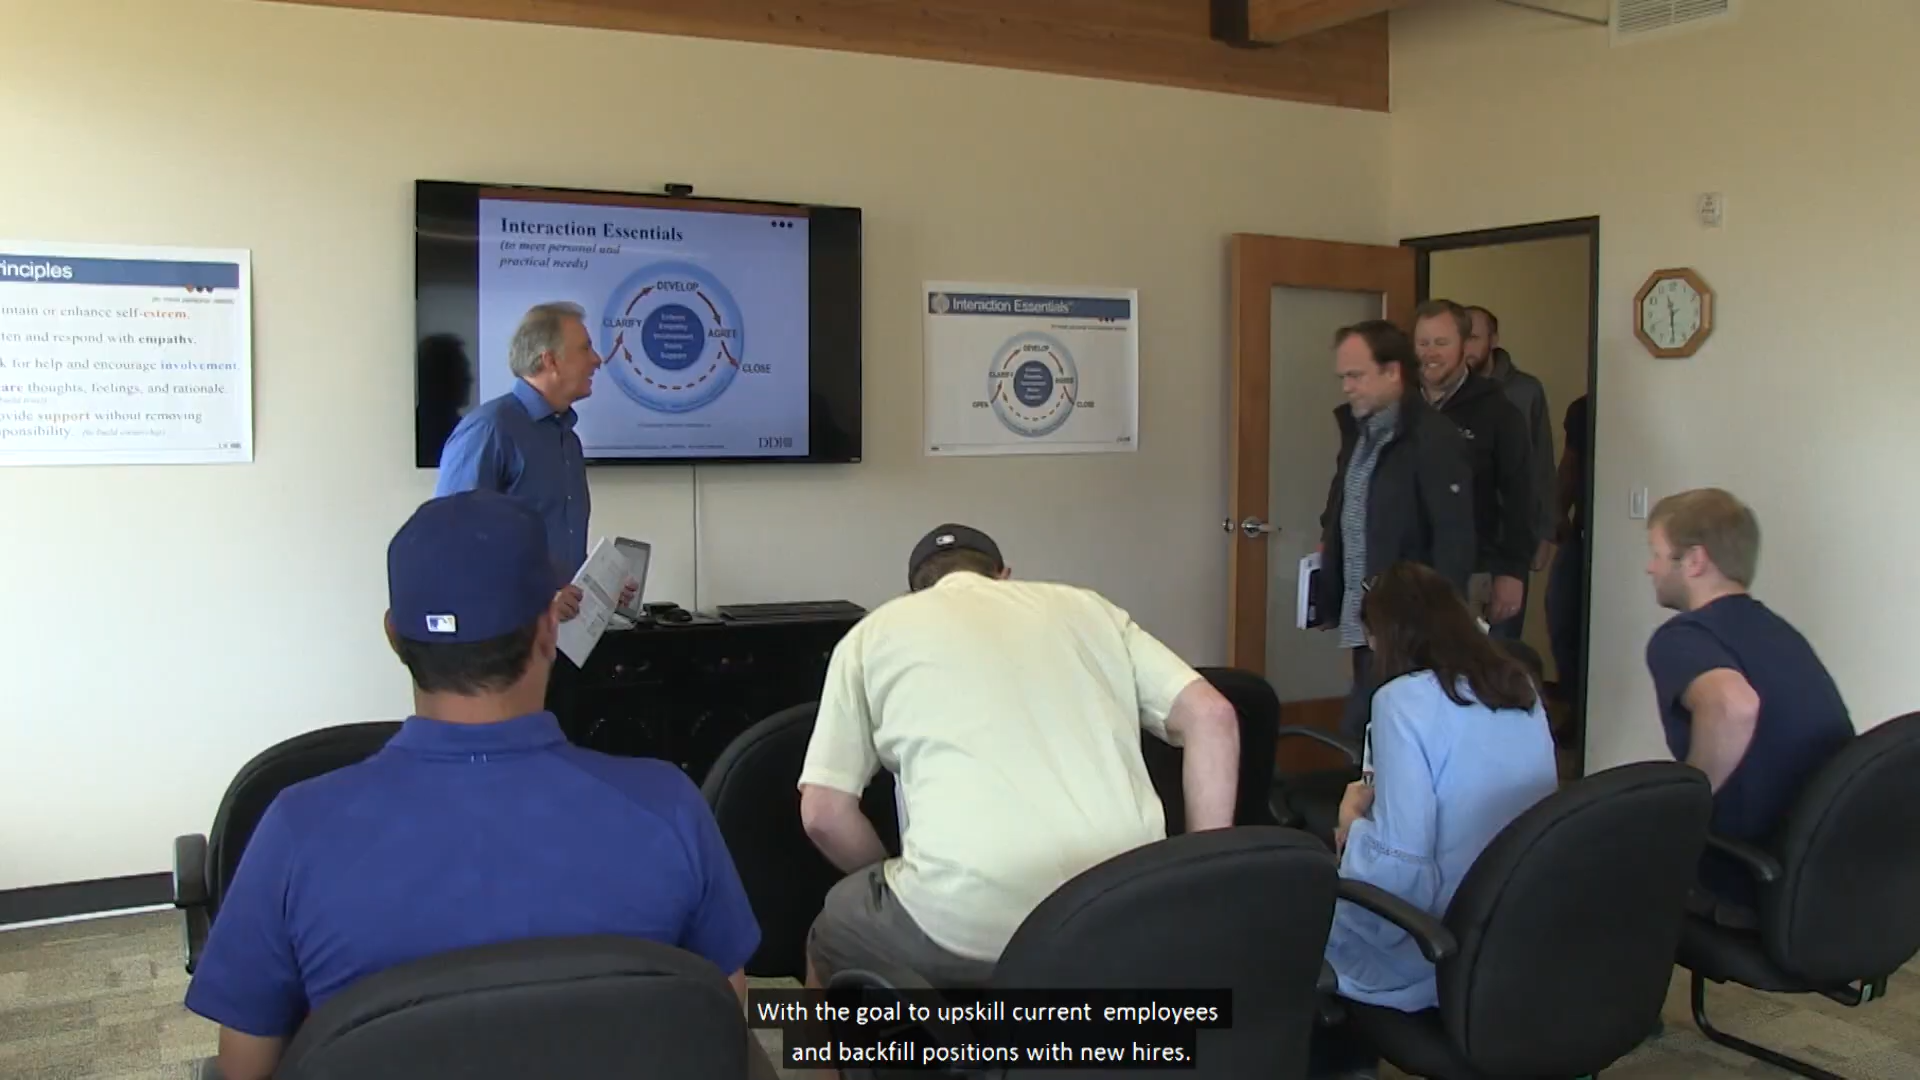 rinciples
intain or enhance self-esteem.
ten and respond with empathy.
k for help and encourage involvement.
are thoughts, feelings, and rationale.
ovide support without removing
ponsibility.
Interaction Essentials
(to meet personal and
practical needs)
DEVELOP
CLARIFY
AGREE
CLOSE
DDI
Interaction Essentials
DEVELOP
CLARIFY
AGREE
OPEN
CLOSE
With the goal to upskill current employees
and backfill positions with new hires.